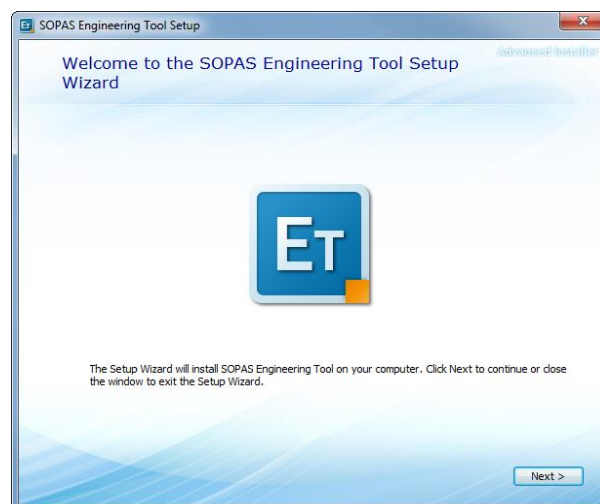 SOPAS Engineering Tool Setup
Advanced Installer
Welcome to the SOPAS Engineering Tool Setup
Wizard
ET
The Setup Wizard will install SOPAS Engineering Tool on your computer. Click Next to continue or close
the window to exit the Setup Wizard.
Next >